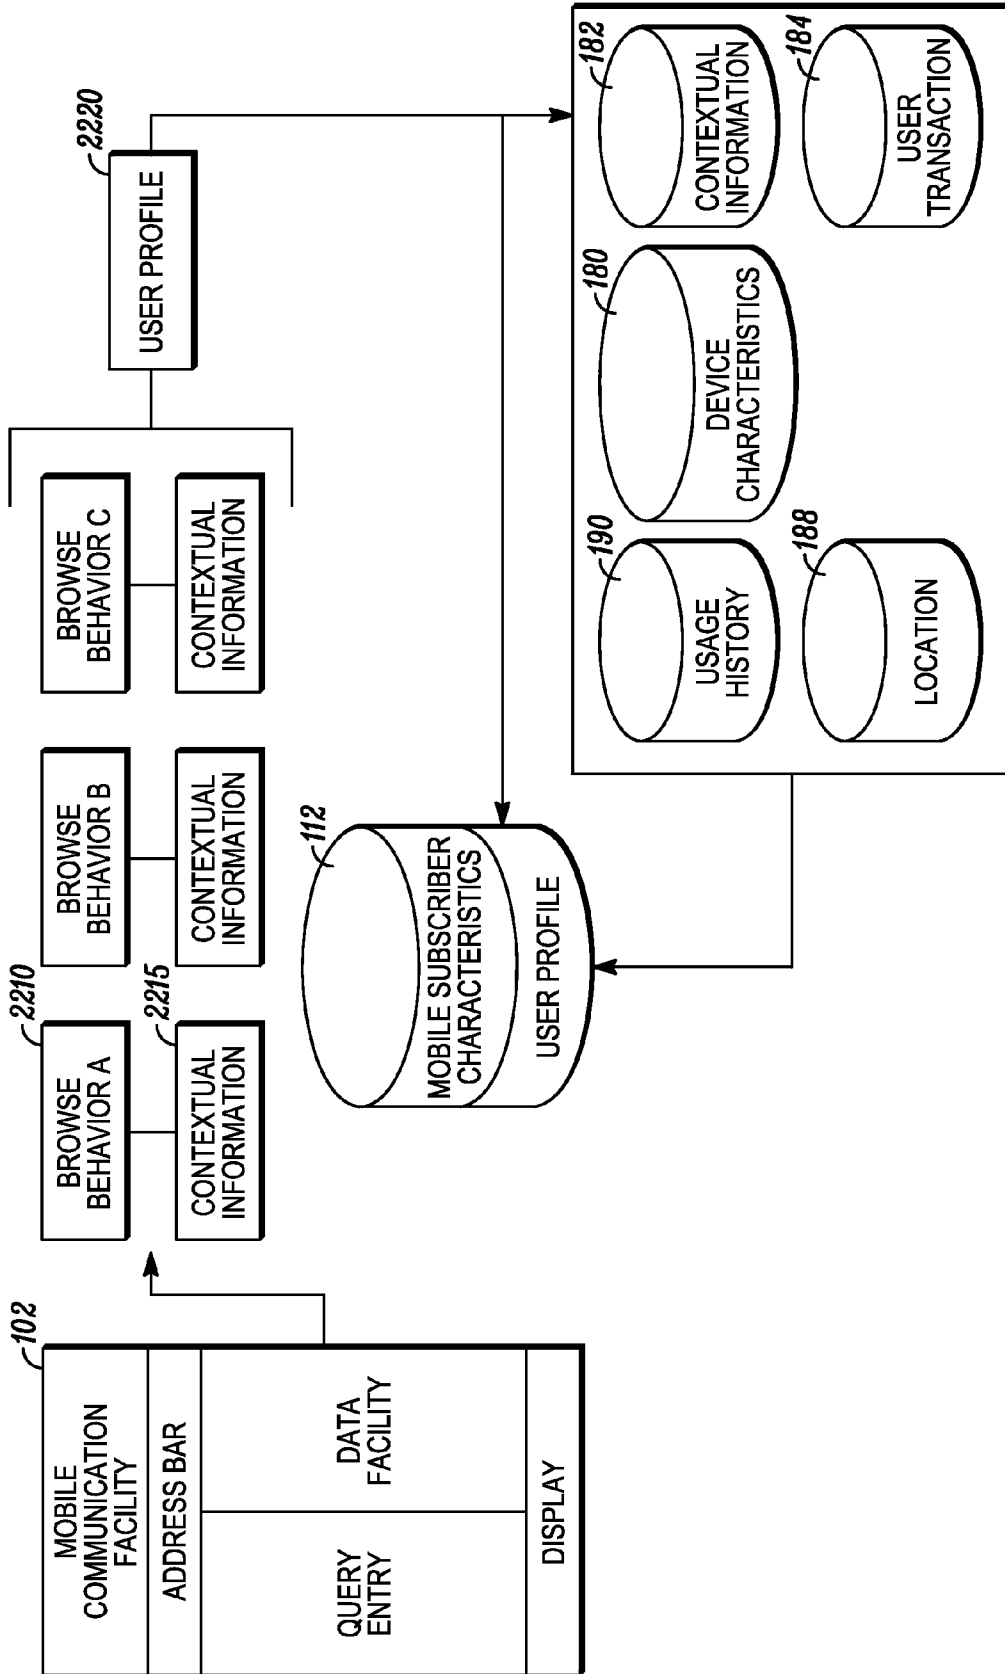 102
MOBILE
COMMUNICATION
FACILITY
ADDRESS BAR
QUERY
ENTRY
DATA
FACILITY
DISPLAY
2210
BROWSE
BEHAVIOR A
2215
CONTEXTUAL
INFORMATION
BROWSE
BEHAVIOR B
CONTEXTUAL
INFORMATION
BROWSE
BEHAVIOR C
CONTEXTUAL
INFORMATION
2220
USER PROFILE
112
MOBILE SUBSCRIBER
CHARACTERISTICS
USER PROFILE
190
USAGE
HISTORY
180
DEVICE
CHARACTERISTICS
182
CONTEXTUAL
INFORMATION
188
LOCATION
184
USER
TRANSACTION